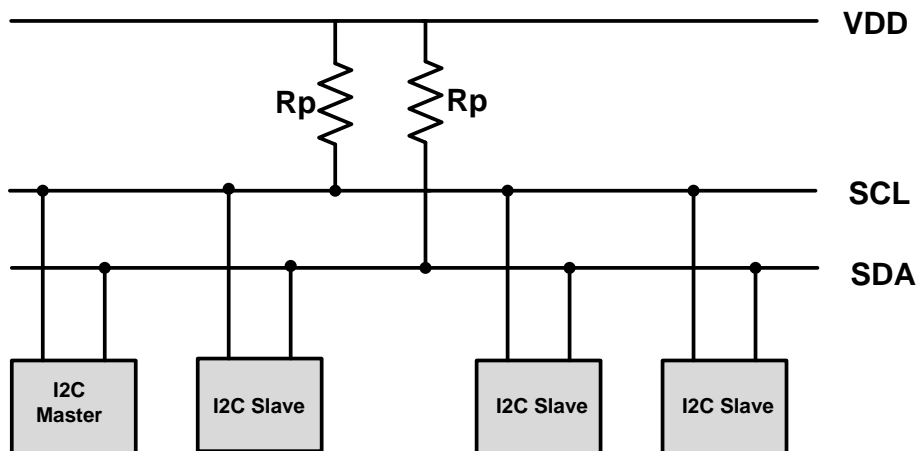 VDD
Rp
Rp
SCL
SDA
I2C
Master
I2C Slave
I2C Slave
I2C Slave